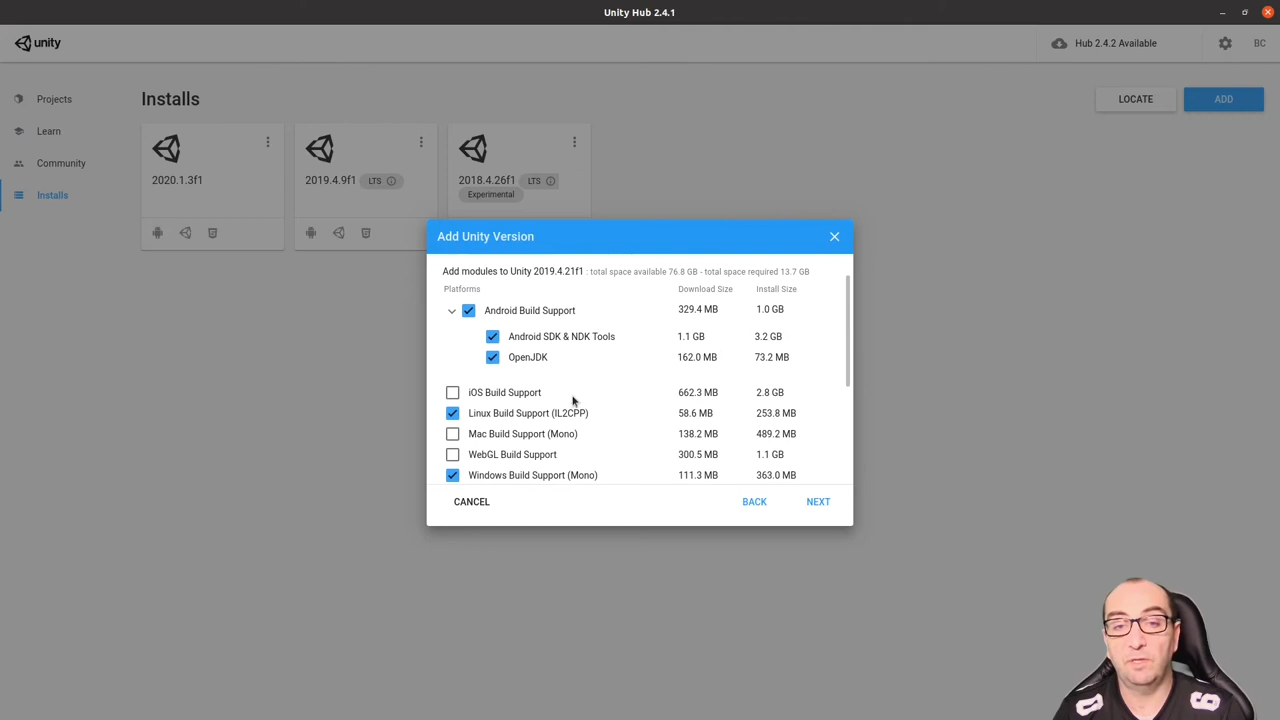 Unity Hub 2.4.1
unity
Hub 2.4.2 Available
BC
Projects
Learn
Community
Installs
Installs
LOCATE
ADD
2020.1.3f1
2019.4.9f1 LTS
2018.4.26f1 LTS
Experimental
Add Unity Version
Add modules to Unity 2019.4.21f1 : total space available 76.8 GB - total space required 13.7 GB
Platforms Download Size Install Size
Android Build Support 329.4 MB 1.0 GB
Android SDK & NDK Tools 1.1 GB 3.2 GB
OpenJDK 162.0 MB 73.2 MB
iOS Build Support 662.3 MB 2.8 GB
Linux Build Support (IL2CPP) 58.6 MB 253.8 MB
Mac Build Support (Mono) 138.2 MB 489.2 MB
WebGL Build Support 300.5 MB 1.1 GB
Windows Build Support (Mono) 111.3 MB 363.0 MB
CANCEL
BACK
NEXT